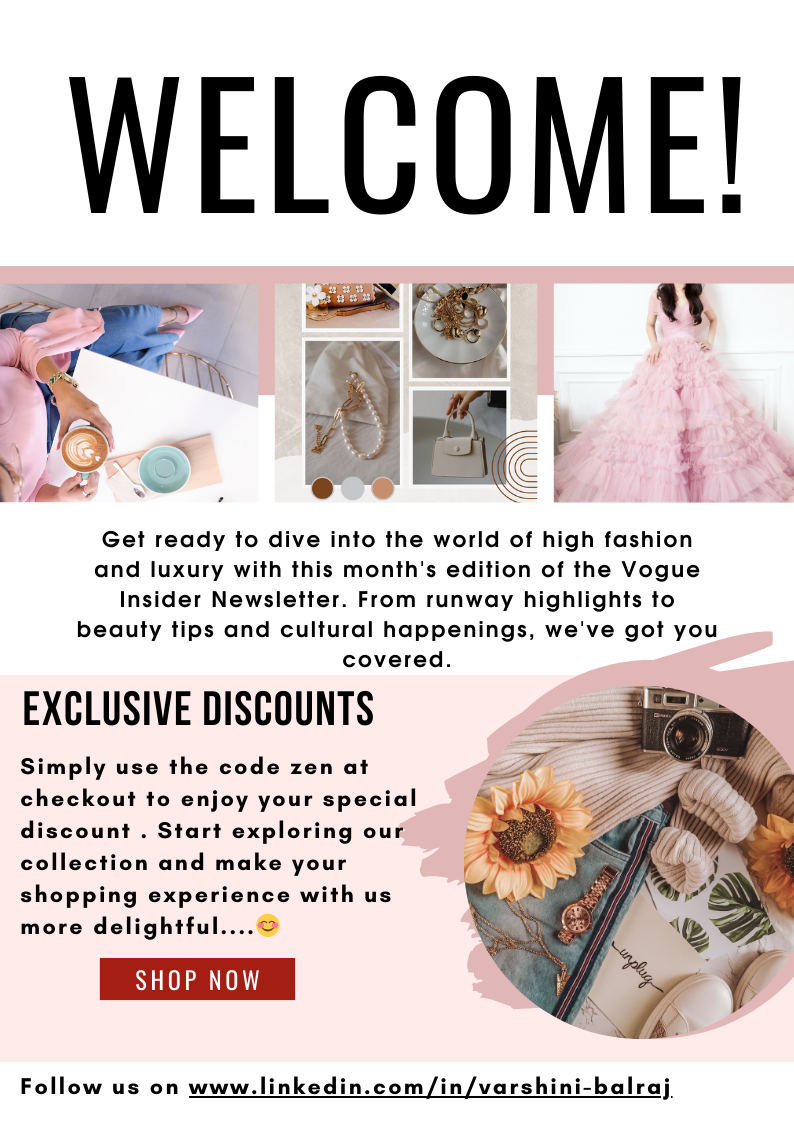 WELCOME!
Get ready to dive into the world of high fashion
and luxury with this month's edition of the Vogue
Insider Newsletter. From runway highlights to
beauty tips and cultural happenings, we've got you
covered.
EXCLUSIVE DISCOUNTS
Simply use the code zen at
checkout to enjoy your special
discount . Start exploring our
collection and make your
shopping experience with us
more delightful....😊
unplug
SHOP NOW
Follow us on www.linkedin.com/in/varshini-balraj